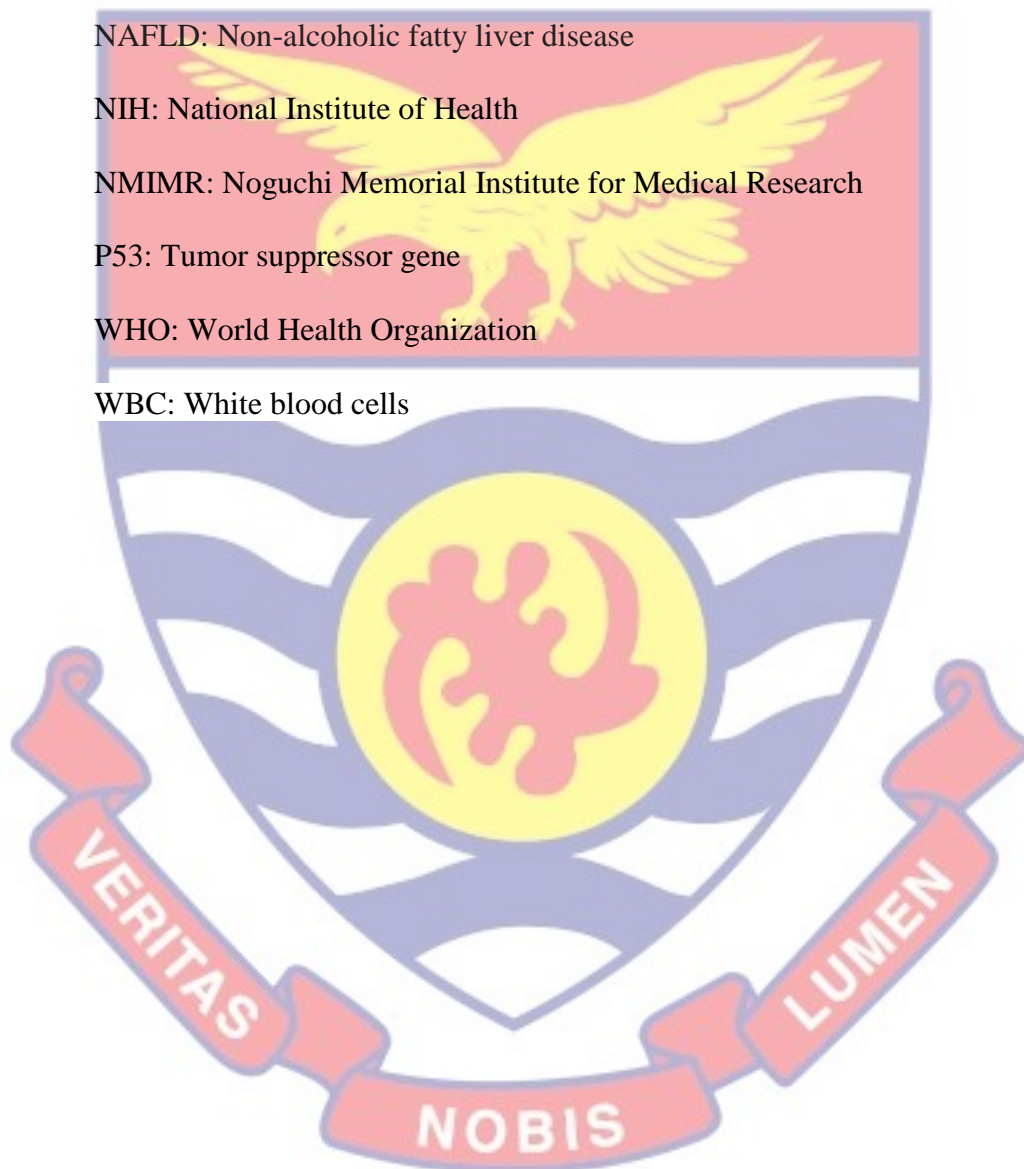 NAFLD: Non-alcoholic fatty liver disease
NIH: National Institute of Health
NMIMR: Noguchi Memorial Institute for Medical Research
P53: Tumor suppressor gene
WHO: World Health Organization
WBC: White blood cells
VERITAS
NOBIS
LUMEN